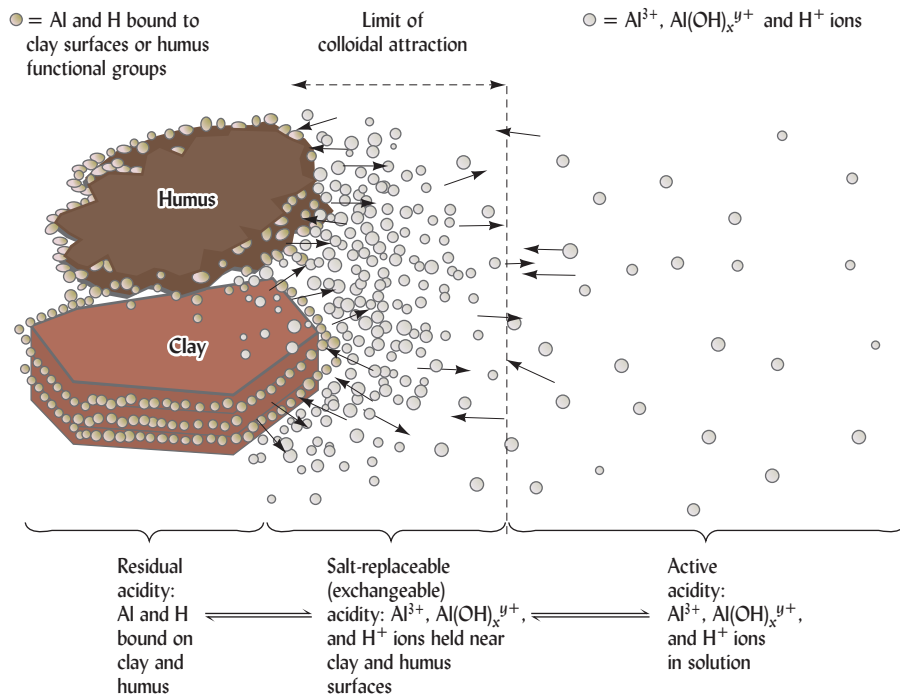 = Al and H bound to
clay surfaces or humus
functional groups
Limit of
colloidal attraction
= Al³⁺, Al(OH)ₓʸ⁺ and H⁺ ions
Humus
Clay
Residual
acidity:
Al and H
bound on
clay and
humus
Salt-replaceable
(exchangeable)
acidity: Al³⁺, Al(OH)ₓʸ⁺,
and H⁺ ions held near
clay and humus
surfaces
Active
acidity:
Al³⁺, Al(OH)ₓʸ⁺,
and H⁺ ions
in solution